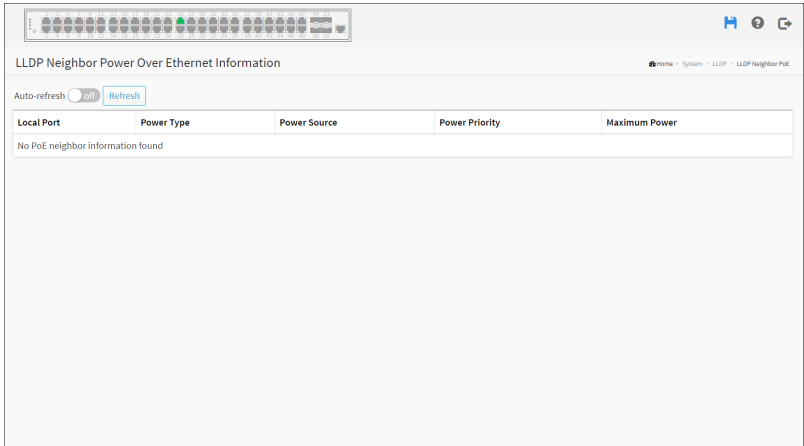 LLDP Neighbor Power Over Ethernet Information
Home > System > LLDP > LLDP Neighbor PoE
Auto-refresh off Refresh
Local Port Power Type Power Source Power Priority Maximum Power
No PoE neighbor information found